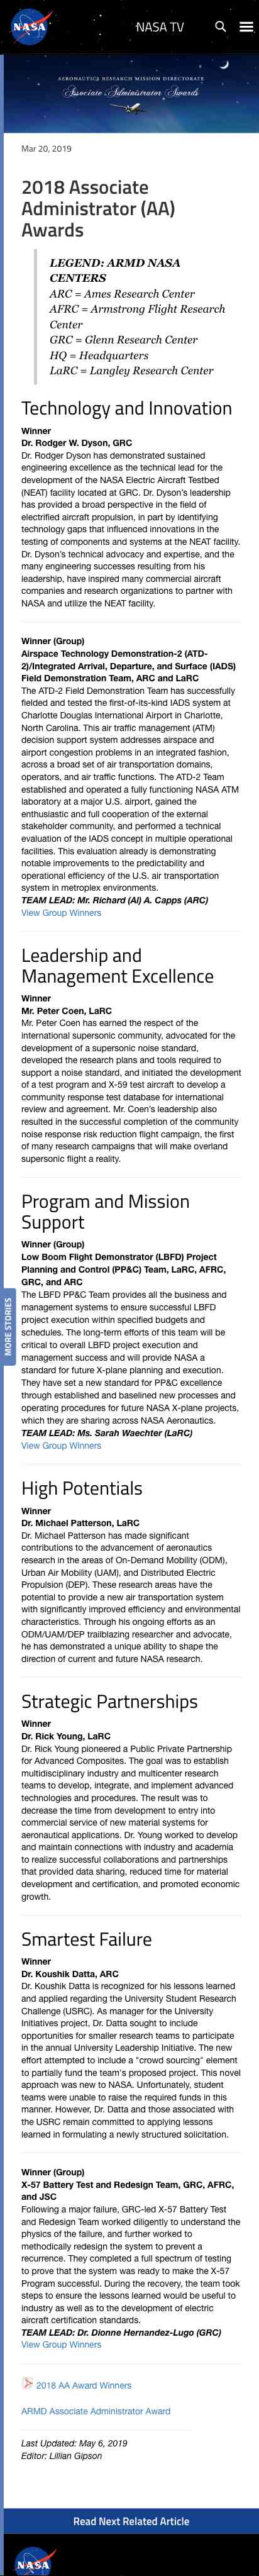 NASA
NASA TV
AERONAUTICS RESEARCH MISSION DIRECTORATE
Associate Administrator Awards
Mar 20, 2019
2018 Associate
Administrator (AA)
Awards
LEGEND: ARMD NASA
CENTERS
ARC = Ames Research Center
AFRC = Armstrong Flight Research
Center
GRC = Glenn Research Center
HQ = Headquarters
LaRC = Langley Research Center
Technology and Innovation
Winner
Dr. Rodger W. Dyson, GRC
Dr. Rodger Dyson has demonstrated sustained
engineering excellence as the technical lead for the
development of the NASA Electric Aircraft Testbed
(NEAT) facility located at GRC. Dr. Dyson's leadership
has provided a broad perspective in the field of
electrified aircraft propulsion, in part by identifying
technology gaps that influenced innovations in the
testing of components and systems at the NEAT facility.
Dr. Dyson's technical advocacy and expertise, and the
many engineering successes resulting from his
leadership, have inspired many commercial aircraft
companies and research organizations to partner with
NASA and utilize the NEAT facility.
Winner (Group)
Airspace Technology Demonstration-2 (ATD-
2)/Integrated Arrival, Departure, and Surface (IADS)
Field Demonstration Team, ARC and LaRC
The ATD-2 Field Demonstration Team has successfully
fielded and tested the first-of-its-kind IADS system at
Charlotte Douglas International Airport in Charlotte,
North Carolina. This air traffic management (ATM)
decision support system addresses airspace and
airport congestion problems in an integrated fashion,
across a broad set of air transportation domains,
operators, and air traffic functions. The ATD-2 Team
established and operated a fully functioning NASA ATM
laboratory at a major U.S. airport, gained the
enthusiastic and full cooperation of the external
stakeholder community, and performed a technical
evaluation of the IADS concept in multiple operational
facilities. This evaluation already is demonstrating
notable improvements to the predictability and
operational efficiency of the U.S. air transportation
system in metroplex environments.
TEAM LEAD: Mr. Richard (Al) A. Capps (ARC)
View Group Winners
Leadership and
Management Excellence
Winner
Mr. Peter Coen, LaRC
Mr. Peter Coen has earned the respect of the
international supersonic community, advocated for the
development of a supersonic noise standard,
developed the research plans and tools required to
support a noise standard, and initiated the development
of a test program and X-59 test aircraft to develop a
community response test database for international
review and agreement. Mr. Coen's leadership also
resulted in the successful completion of the community
noise response risk reduction flight campaign, the first
of many research campaigns that will make overland
supersonic flight a reality.
Program and Mission
Support
Winner (Group)
Low Boom Flight Demonstrator (LBFD) Project
Planning and Control (PP&C) Team, LaRC, AFRC,
GRC, and ARC
The LBFD PP&C Team provides all the business and
management systems to ensure successful LBFD
project execution within specified budgets and
schedules. The long-term efforts of this team will be
critical to overall LBFD project execution and
management success and will provide NASA a
standard for future X-plane planning and execution.
They have set a new standard for PP&C excellence
through established and baselined new processes and
operating procedures for future NASA X-plane projects,
which they are sharing across NASA Aeronautics.
TEAM LEAD: Ms. Sarah Waechter (LaRC)
View Group Winners
MORE STORIES
High Potentials
Winner
Dr. Michael Patterson, LaRC
Dr. Michael Patterson has made significant
contributions to the advancement of aeronautics
research in the areas of On-Demand Mobility (ODM),
Urban Air Mobility (UAM), and Distributed Electric
Propulsion (DEP). These research areas have the
potential to provide a new air transportation system
with significantly improved efficiency and environmental
characteristics. Through his ongoing efforts as an
ODM/UAM/DEP trailblazing researcher and advocate,
he has demonstrated a unique ability to shape the
direction of current and future NASA research.
Strategic Partnerships
Winner
Dr. Rick Young, LaRC
Dr. Rick Young pioneered a Public Private Partnership
for Advanced Composites. The goal was to establish
multidisciplinary industry and multicenter research
teams to develop, integrate, and implement advanced
technologies and procedures. The result was to
decrease the time from development to entry into
commercial service of new material systems for
aeronautical applications. Dr. Young worked to develop
and maintain connections with industry and academia
to realize successful collaborations and partnerships
that provided data sharing, reduced time for material
development and certification, and promoted economic
growth.
Smartest Failure
Winner
Dr. Koushik Datta, ARC
Dr. Koushik Datta is recognized for his lessons learned
and applied regarding the University Student Research
Challenge (USRC). As manager for the University
Initiatives project, Dr. Datta sought to include
opportunities for smaller research teams to participate
in the annual University Leadership Initiative. The new
effort attempted to include a "crowd sourcing" element
to partially fund the team's proposed project. This novel
approach was new to NASA. Unfortunately, student
teams were unable to raise the required funds in this
manner. However, Dr. Datta and those associated with
the USRC remain committed to applying lessons
learned in formulating a newly structured solicitation.
Winner (Group)
X-57 Battery Test and Redesign Team, GRC, AFRC,
and JSC
Following a major failure, GRC-led X-57 Battery Test
and Redesign Team worked diligently to understand the
physics of the failure, and further worked to
methodically redesign the system to prevent a
recurrence. They completed a full spectrum of testing
to prove that the system was ready to make the X-57
Program successful. During the recovery, the team took
steps to ensure the lessons learned would be useful to
industry as well as to the development of electric
aircraft certification standards.
TEAM LEAD: Dr. Dionne Hernandez-Lugo (GRC)
View Group Winners
2018 AA Award Winners
ARMD Associate Administrator Award
Last Updated: May 6, 2019
Editor: Lillian Gipson
Read Next Related Article
NASA